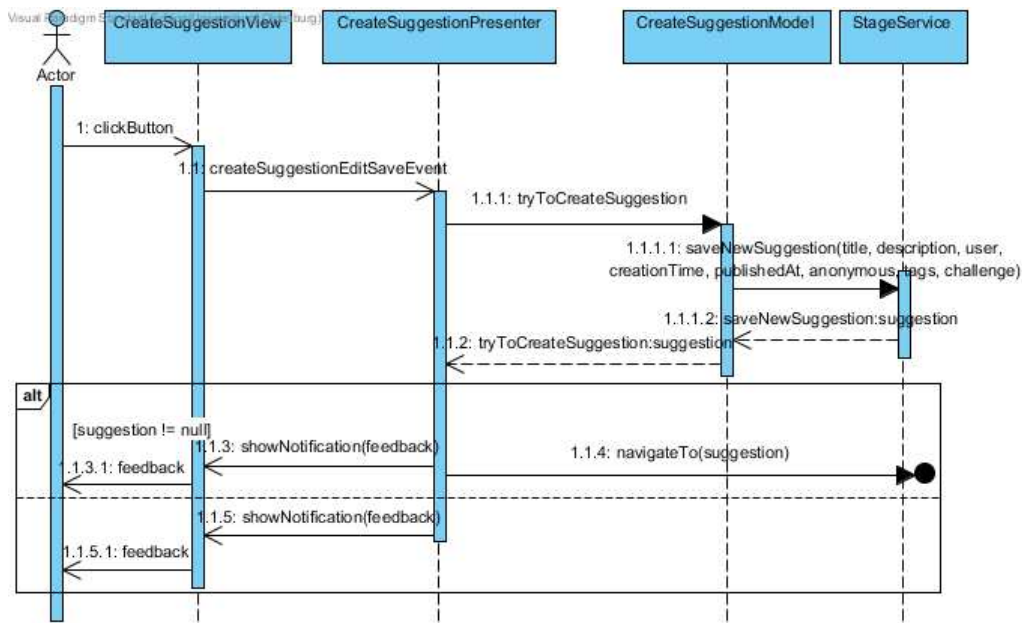 Visual Paradigm Standard
CreateSuggestionView
CreateSuggestionPresenter
CreateSuggestionModel
StageService
Actor
1: clickButton
1.1: createSuggestionEditSaveEvent
1.1.1: tryToCreateSuggestion
1.1.1.1: saveNewSuggestion(title, description, user,
creationTime, publishedAt, anonymous, tags, challenge)
1.1.1.2: saveNewSuggestion:suggestion
1.1.2: tryToCreateSuggestion:suggestion
alt
[suggestion != null]
1.1.3: showNotification(feedback)
1.1.4: navigateTo(suggestion)
1.1.3.1: feedback
1.1.5: showNotification(feedback)
1.1.5.1: feedback